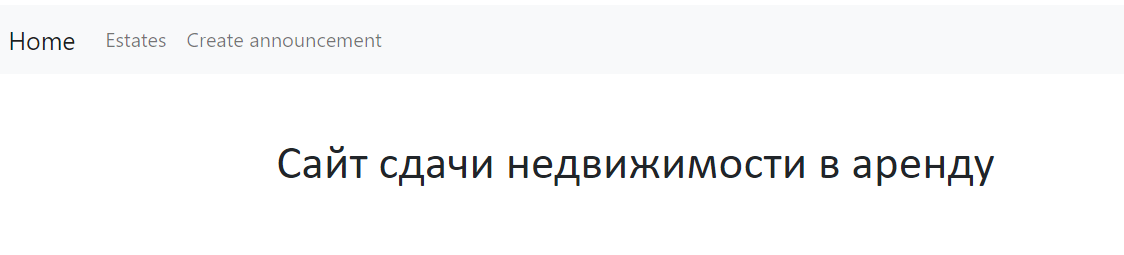 Home Estates Create announcement
Сайт сдачи недвижимости в аренду